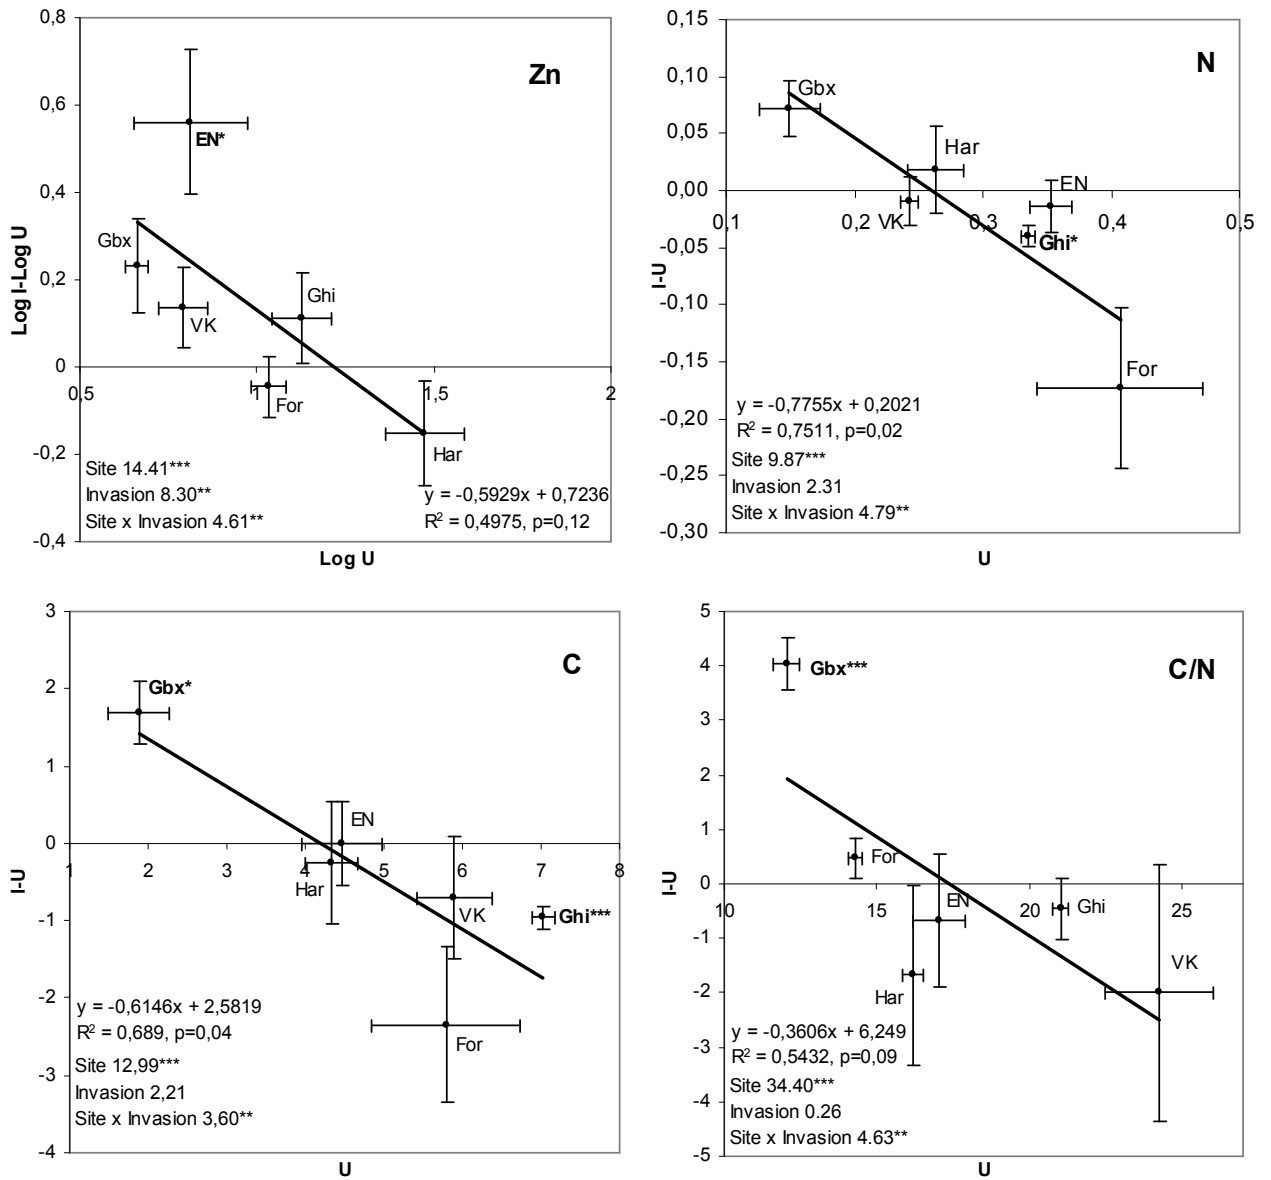 0,8
0,6
0,4
0,2
0
-0,2
-0,4
Log I-Log U
Zn
EN*
Gbx
VK
Ghi
For
Har
0,5
1
1,5
2
Site 14.41***
Invasion 8.30**
Site x Invasion 4.61**
y = -0,5929x + 0,7236
R² = 0,4975, p=0,12
Log U
0,15
0,10
0,05
0,00
-0,05
-0,10
-0,15
-0,20
-0,25
-0,30
I-U
N
Gbx
Har
EN
VK
Ghi*
For
0,1
0,2
0,3
0,4
0,5
y = -0,7755x + 0,2021
R² = 0,7511, p=0,02
Site 9.87***
Invasion 2.31
Site x Invasion 4.79**
U
3
2
1
0
-1
-2
-3
-4
I-U
C
Gbx*
EN
Har
VK
Ghi***
For
1
2
3
4
5
6
7
8
y = -0,6146x + 2,5819
R² = 0,689, p=0,04
Site 12,99***
Invasion 2,21
Site x Invasion 3,60**
U
5
4
3
2
1
0
-1
-2
-3
-4
-5
I-U
C/N
Gbx***
For
EN
Ghi
Har
VK
10
15
20
25
y = -0,3606x + 6,249
R² = 0,5432, p=0,09
Site 34.40***
Invasion 0.26
Site x Invasion 4.63**
U